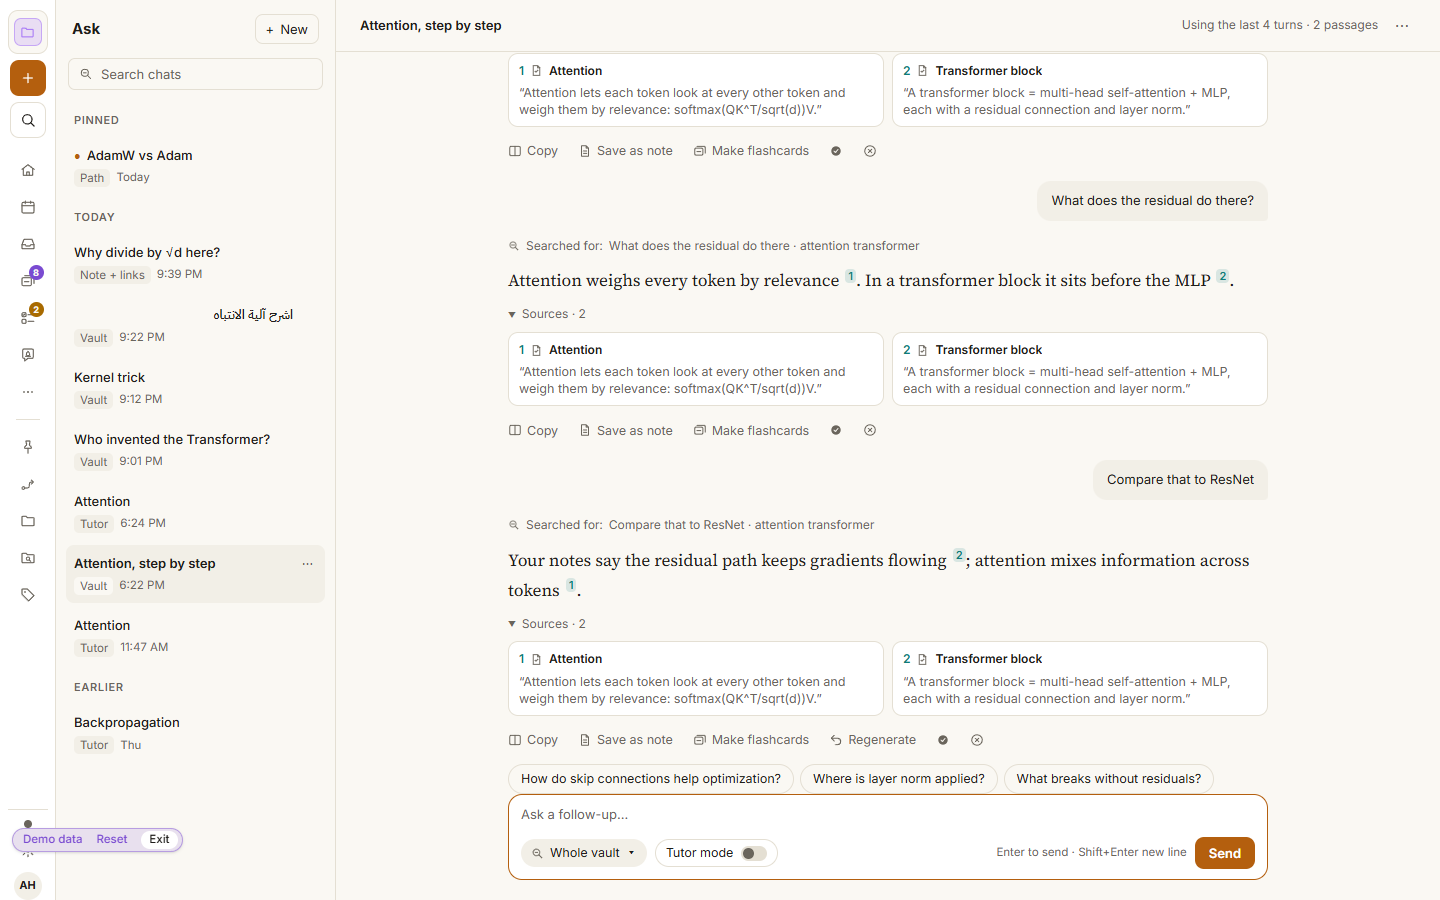 Ask
+ New
Search chats
PINNED
AdamW vs Adam
Path Today
TODAY
Why divide by √d here?
Note + links 9:39 PM
اشرح آلية الانتباه
Vault 9:22 PM
Kernel trick
Vault 9:12 PM
Who invented the Transformer?
Vault 9:01 PM
Attention
Tutor 6:24 PM
Attention, step by step
Vault 6:22 PM
Attention
Tutor 11:47 AM
EARLIER
Backpropagation
Tutor Thu
8
2
Demo data Reset Exit
AH
Attention, step by step
Using the last 4 turns · 2 passages
1 Attention
“Attention lets each token look at every other token and
weigh them by relevance: softmax(QK^T/sqrt(d))V.”
2 Transformer block
“A transformer block = multi-head self-attention + MLP,
each with a residual connection and layer norm.”
Copy Save as note Make flashcards
What does the residual do there?
Searched for: What does the residual do there · attention transformer
Attention weighs every token by relevance 1. In a transformer block it sits before the MLP 2.
Sources · 2
1 Attention
“Attention lets each token look at every other token and
weigh them by relevance: softmax(QK^T/sqrt(d))V.”
2 Transformer block
“A transformer block = multi-head self-attention + MLP,
each with a residual connection and layer norm.”
Copy Save as note Make flashcards
Compare that to ResNet
Searched for: Compare that to ResNet · attention transformer
Your notes say the residual path keeps gradients flowing 2; attention mixes information across
tokens 1.
Sources · 2
1 Attention
“Attention lets each token look at every other token and
weigh them by relevance: softmax(QK^T/sqrt(d))V.”
2 Transformer block
“A transformer block = multi-head self-attention + MLP,
each with a residual connection and layer norm.”
Copy Save as note Make flashcards Regenerate
How do skip connections help optimization? Where is layer norm applied? What breaks without residuals?
Ask a follow-up...
Whole vault Tutor mode Enter to send · Shift+Enter new line Send